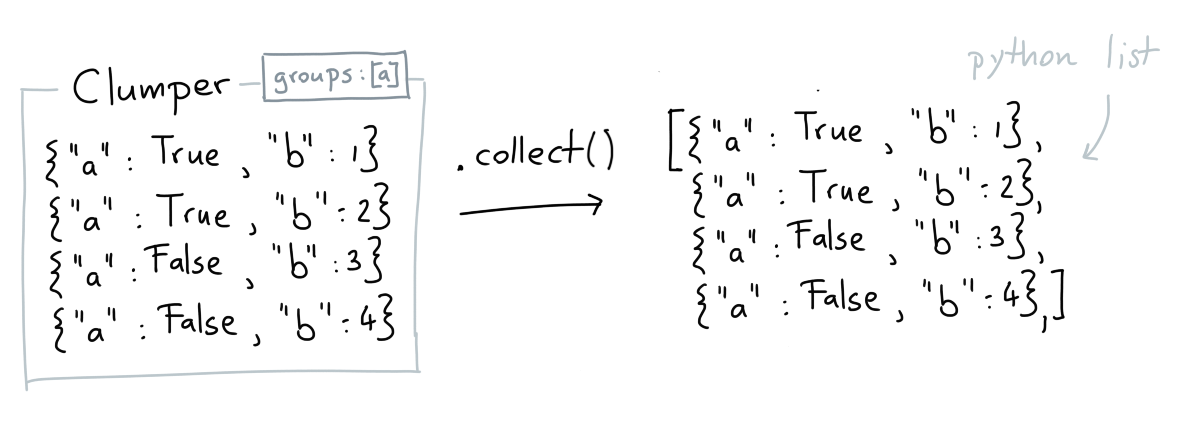 Clumper
groups:[a]
{"a" : True , "b" : 1}
{"a" : True , "b" : 2}
{"a" : False , "b" : 3}
{"a" : False , "b" : 4}
.collect()
python list
[{"a" : True , "b" : 1},
{"a" : True , "b" : 2},
{"a" : False , "b" : 3},
{"a" : False , "b" : 4},]